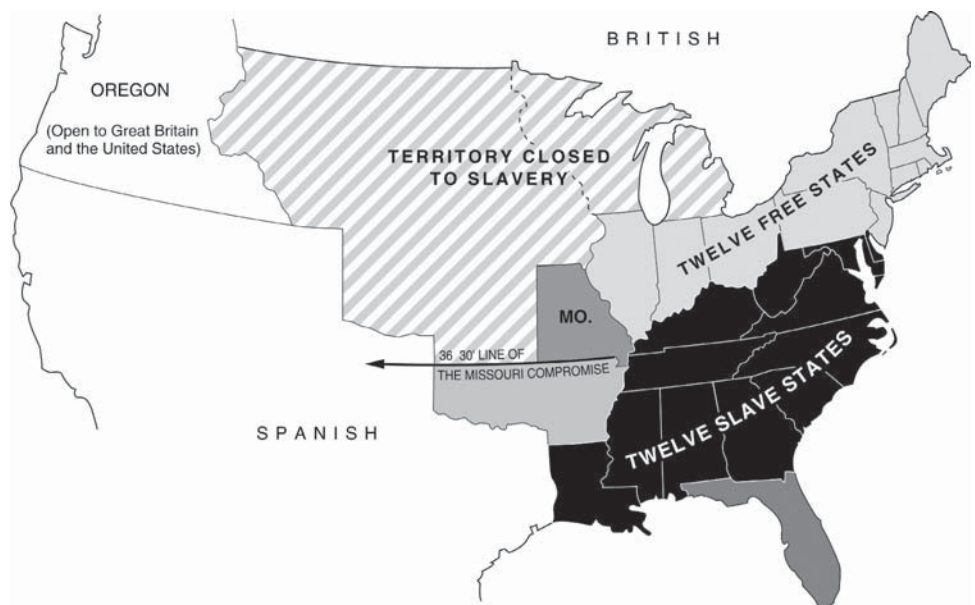 BRITISH
OREGON
(Open to Great Britain
and the United States)
TERRITORY CLOSED
TO SLAVERY
TWELVE FREE STATES
MO.
36 30' LINE OF
THE MISSOURI COMPROMISE
SPANISH
TWELVE SLAVE STATES